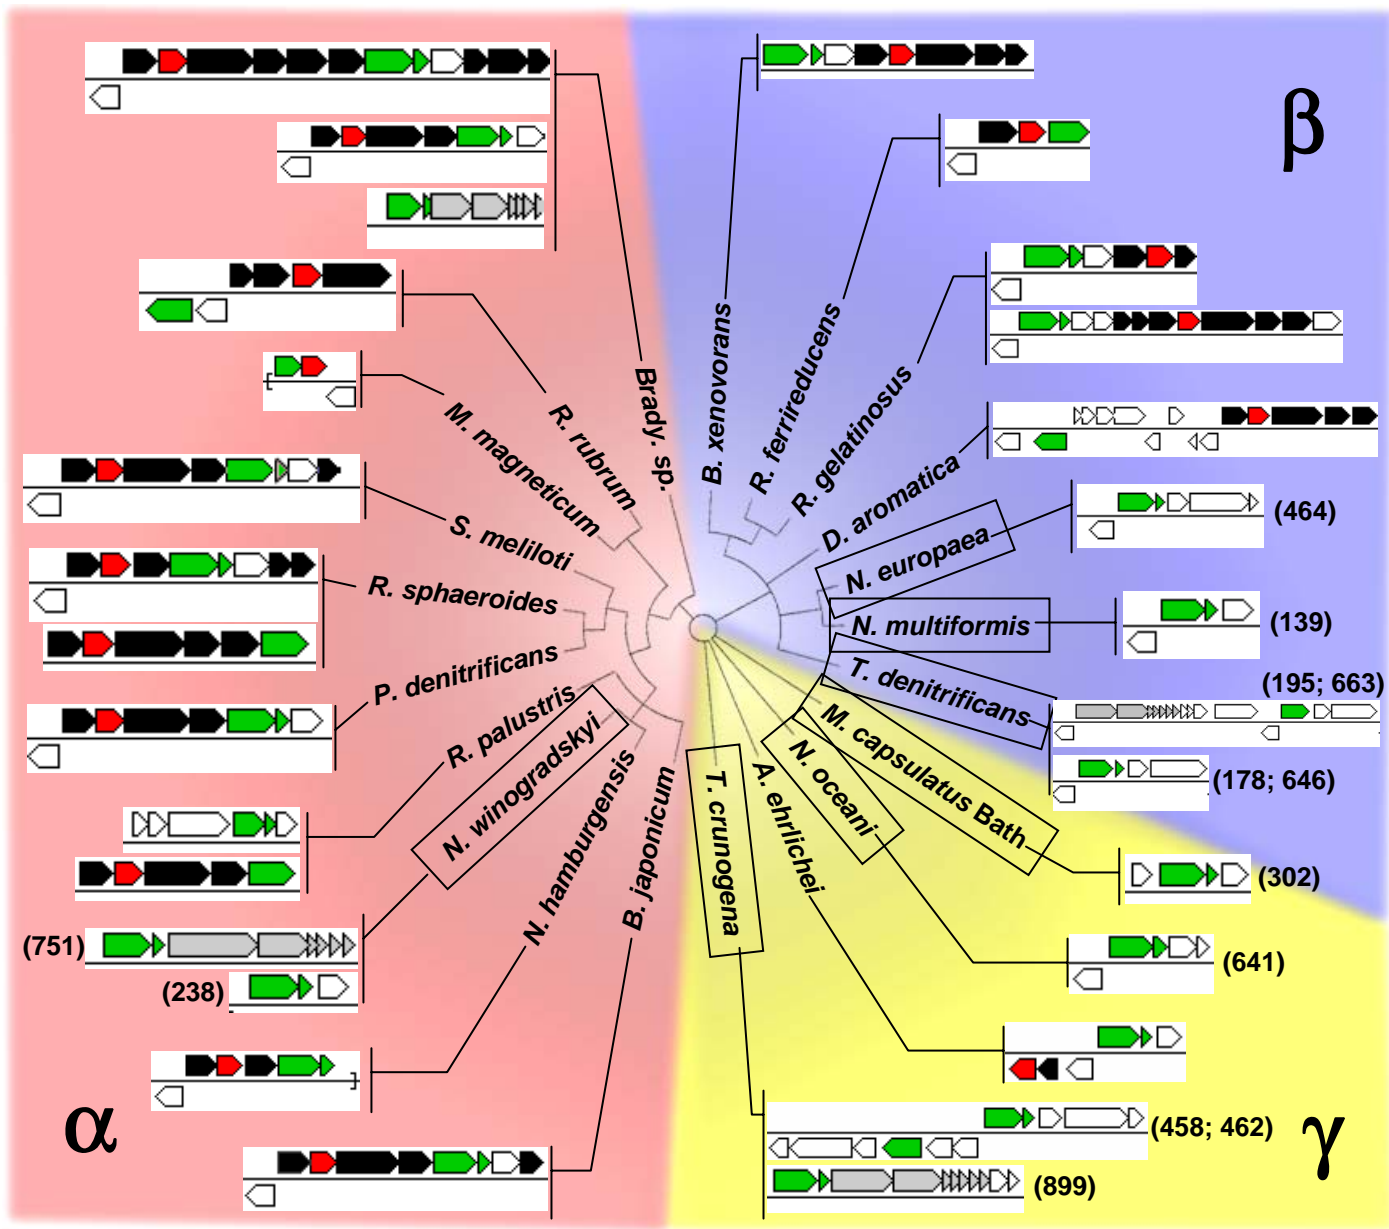 β
B. xenovorans
R. ferrireducens
R. gelatinosus
D. aromatica
N. europaea
(464)
N. multiformis
(139)
T. denitrificans
(195; 663)
(178; 646)
M. capsulatus Bath
(302)
N. oceani
(641)
A. ehrlichei
T. crunogena
(458; 462)
(899)
γ
Brady. sp.
R. rubrum
M. magneticum
S. meliloti
R. sphaeroides
P. denitrificans
R. palustris
N. winogradskyi
(751)
(238)
N. hamburgensis
B. japonicum
α